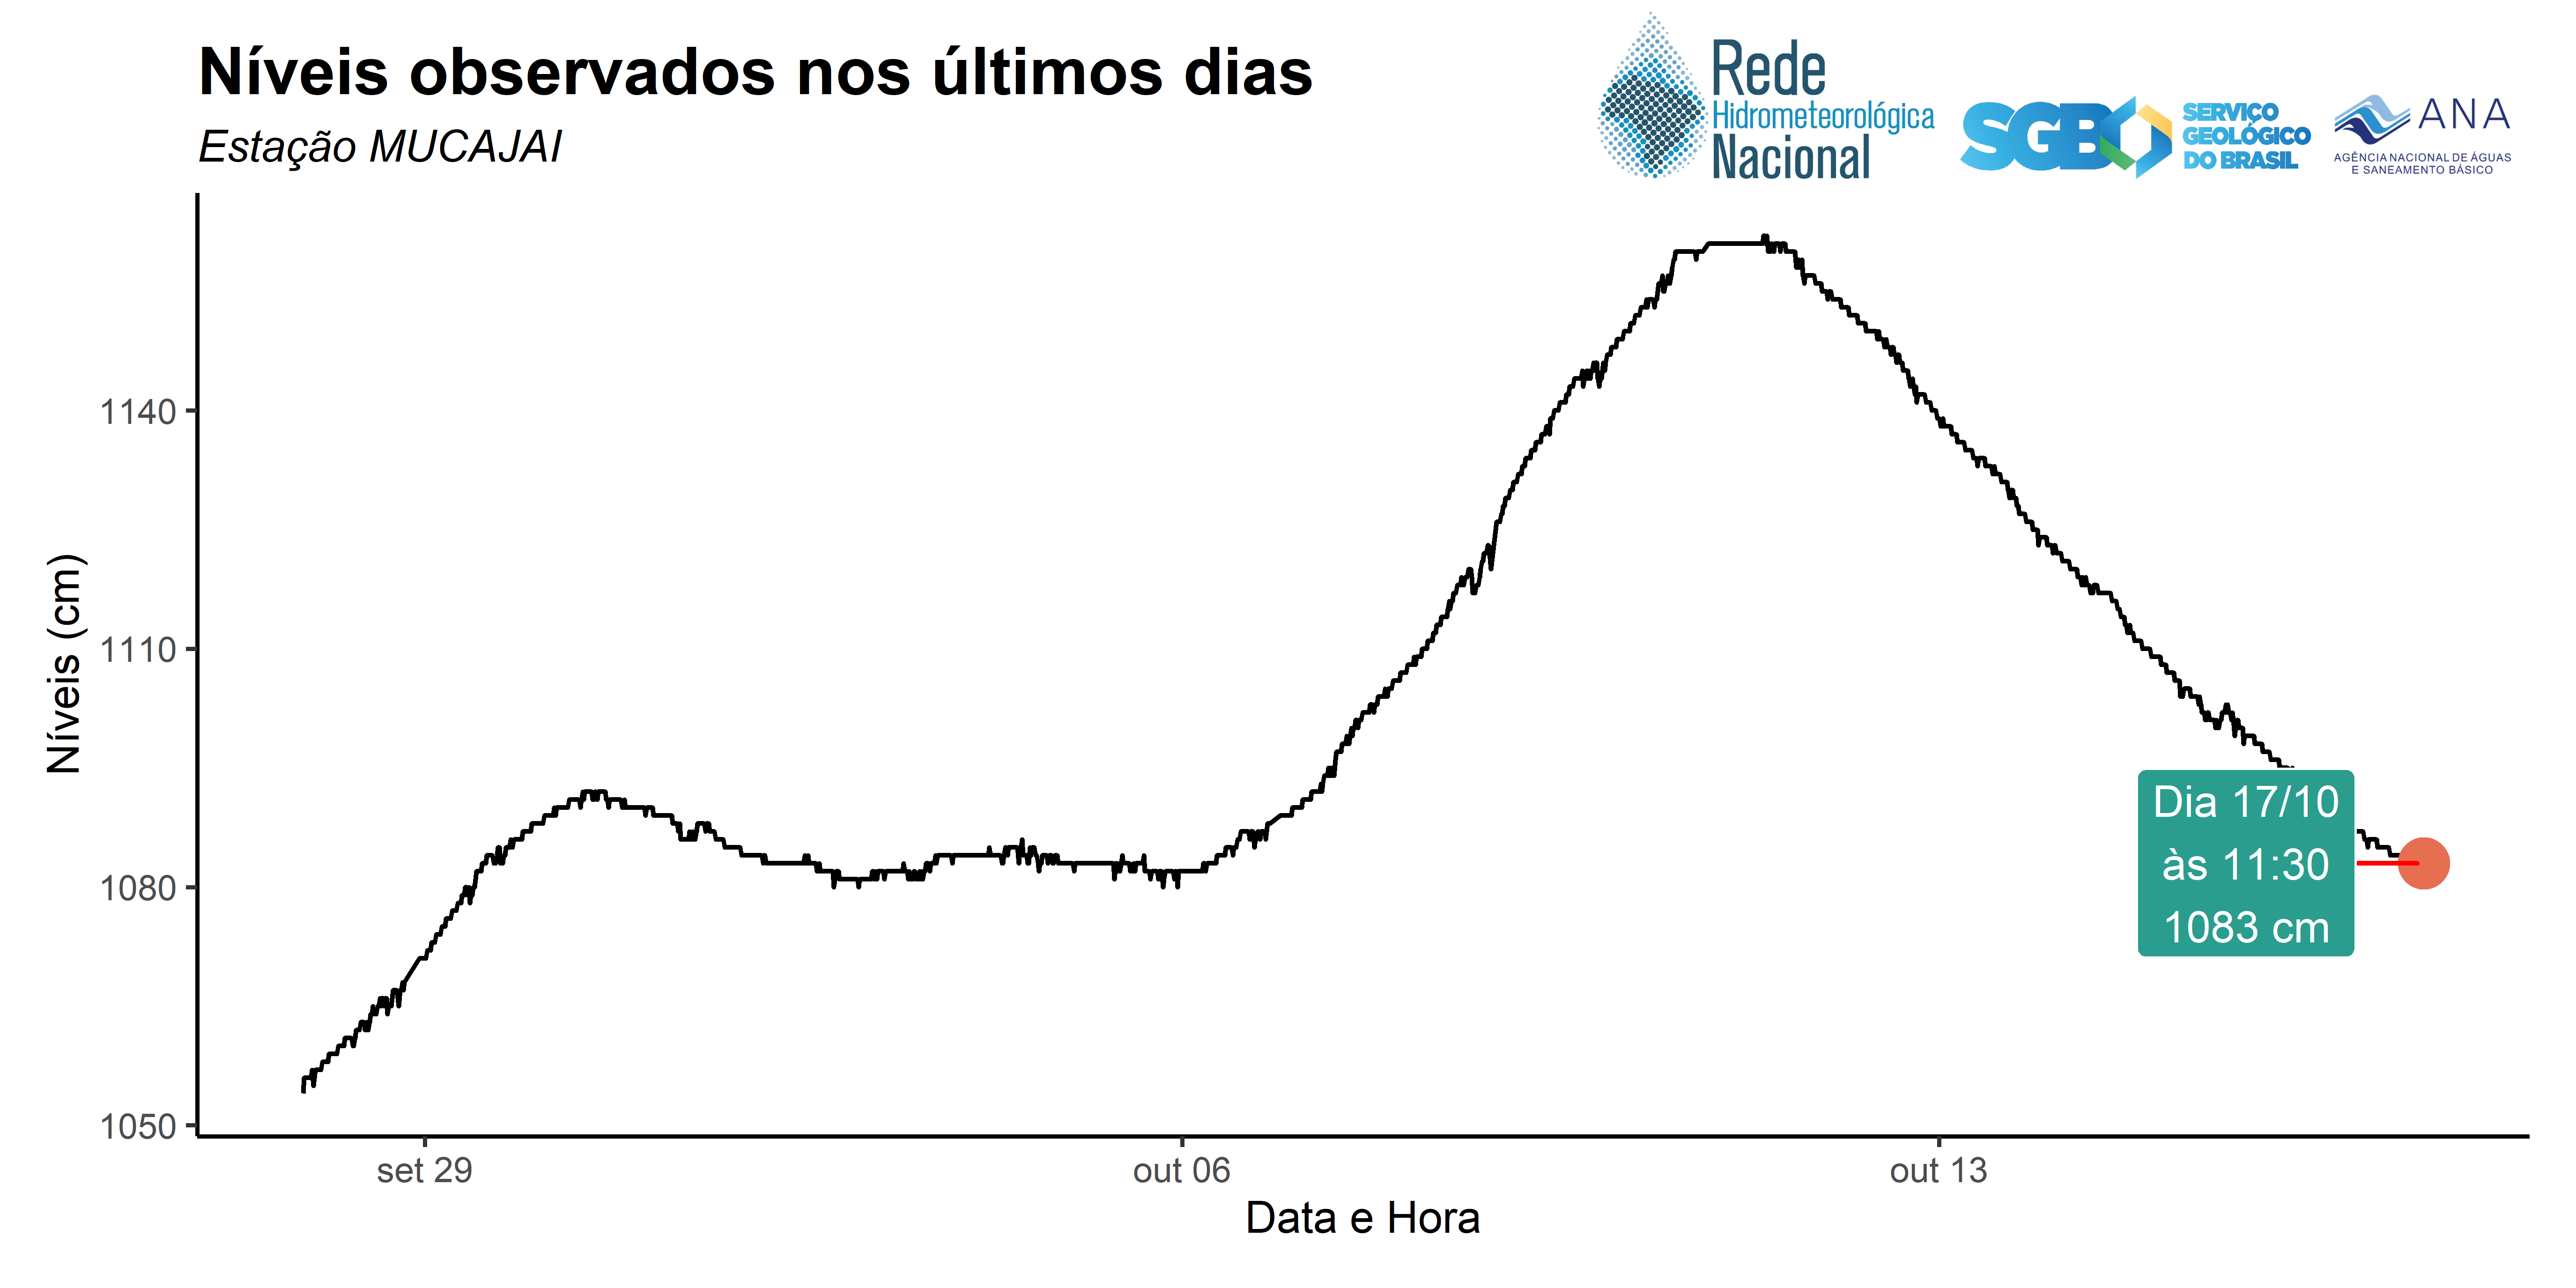 Níveis observados nos últimos dias
Estação MUCAJAI
Rede
Hidrometeorológica
Nacional
SGB
SERVIÇO
GEOLÓGICO
DO BRASIL
ANA
AGÊNCIA NACIONAL DE ÁGUAS
E SANEAMENTO BÁSICO
Níveis (cm)
1140
1110
1080
1050
Dia 17/10
às 11:30
1083 cm
set 29
out 06
out 13
Data e Hora